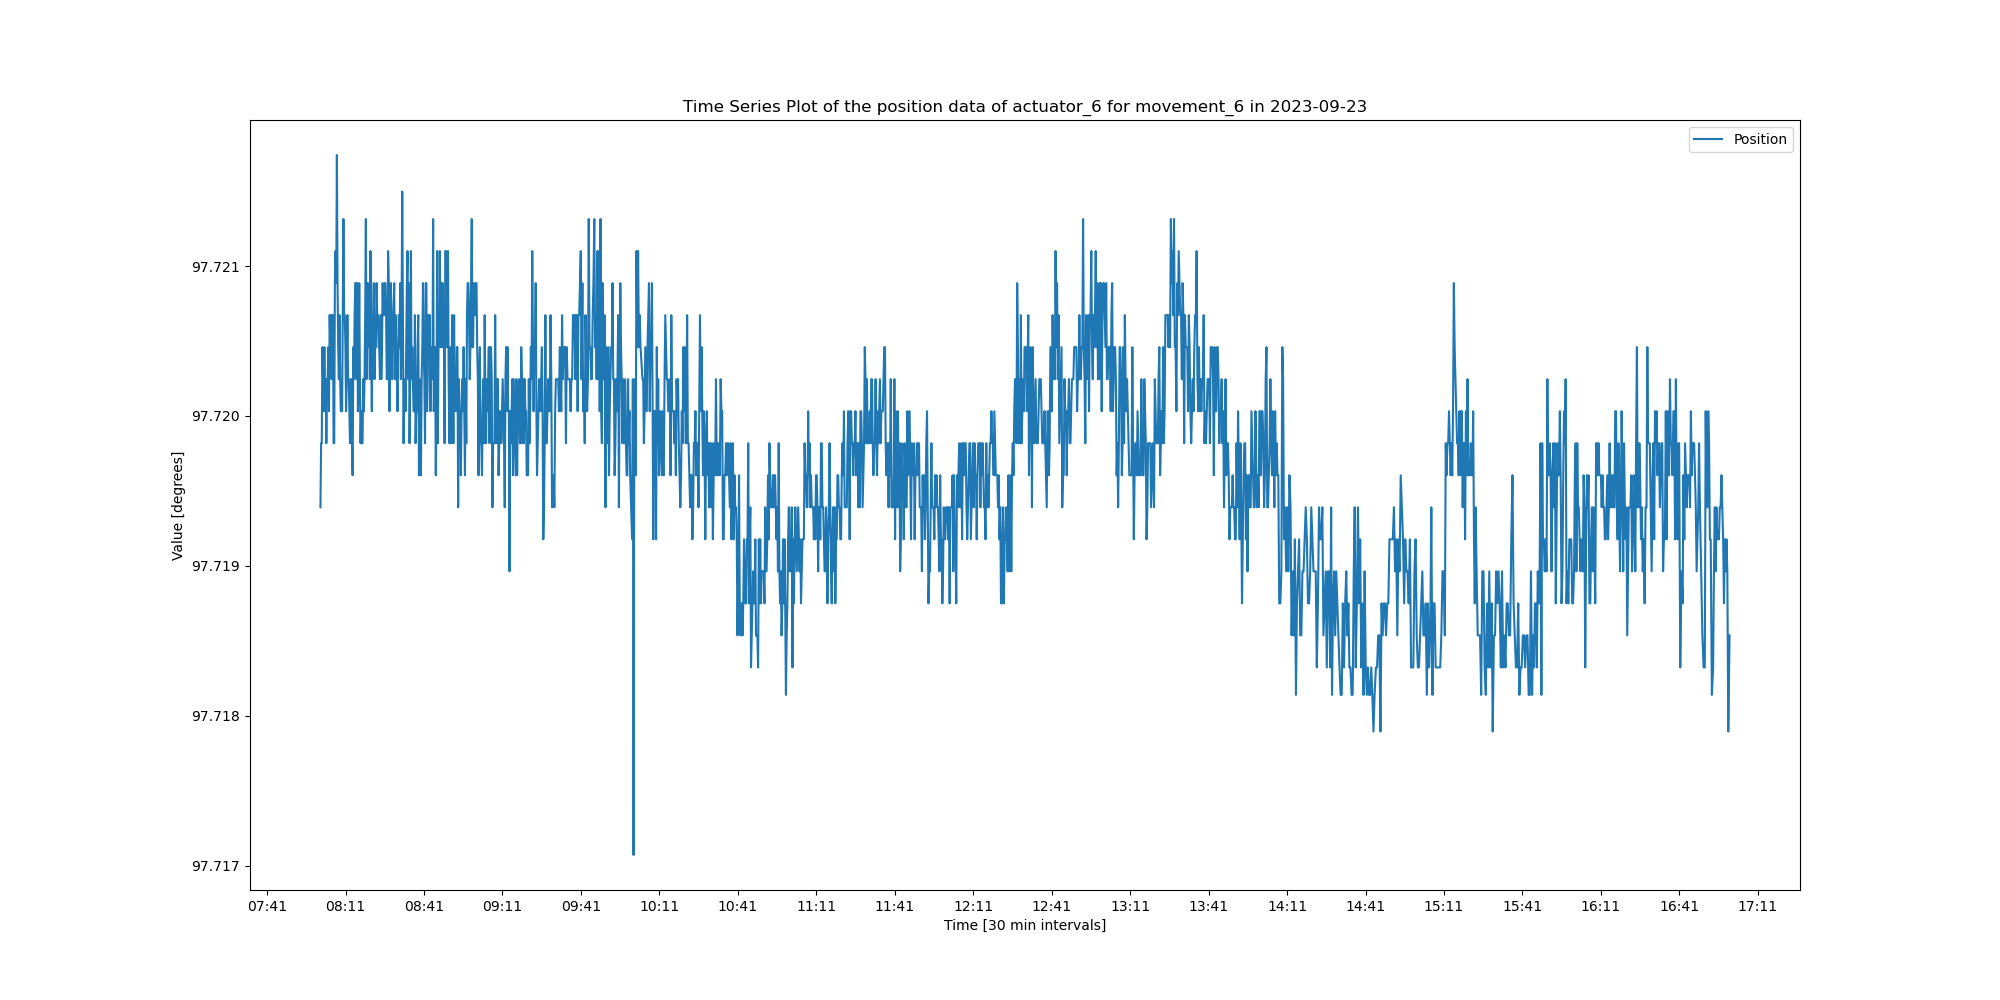 Time Series Plot of the position data of actuator_6 for movement_6 in 2023-09-23
Position
97.721
97.720
97.719
97.718
97.717
Value [degrees]
07:41 08:11 08:41 09:11 09:41 10:11 10:41 11:11 11:41 12:11 12:41 13:11 13:41 14:11 14:41 15:11 15:41 16:11 16:41 17:11
Time [30 min intervals]